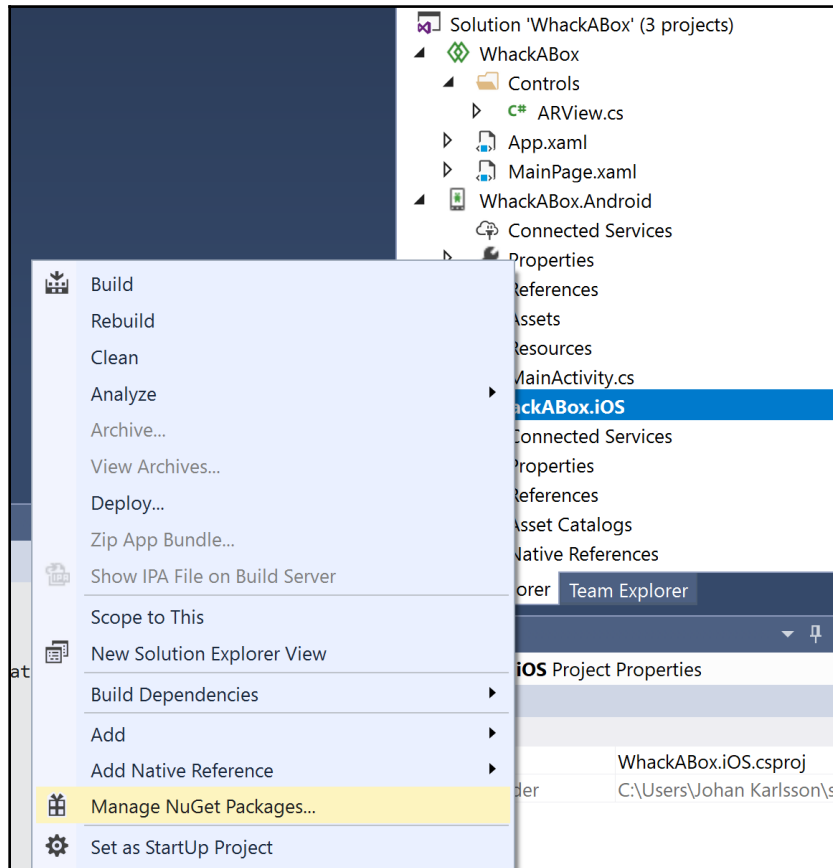 Solution 'WhackABox' (3 projects)
WhackABox
Controls
C# ARView.cs
App.xaml
MainPage.xaml
WhackABox.Android
Connected Services
Properties
References
Assets
Resources
MainActivity.cs
ackABox.iOS
Connected Services
Properties
References
Asset Catalogs
Native References
orer Team Explorer
iOS Project Properties
WhackABox.iOS.csproj
der C:\Users\Johan Karlsson\s
at
Build
Rebuild
Clean
Analyze
Archive...
View Archives...
Deploy...
Zip App Bundle...
Show IPA File on Build Server
Scope to This
New Solution Explorer View
Build Dependencies
Add
Add Native Reference
Manage NuGet Packages...
Set as StartUp Project